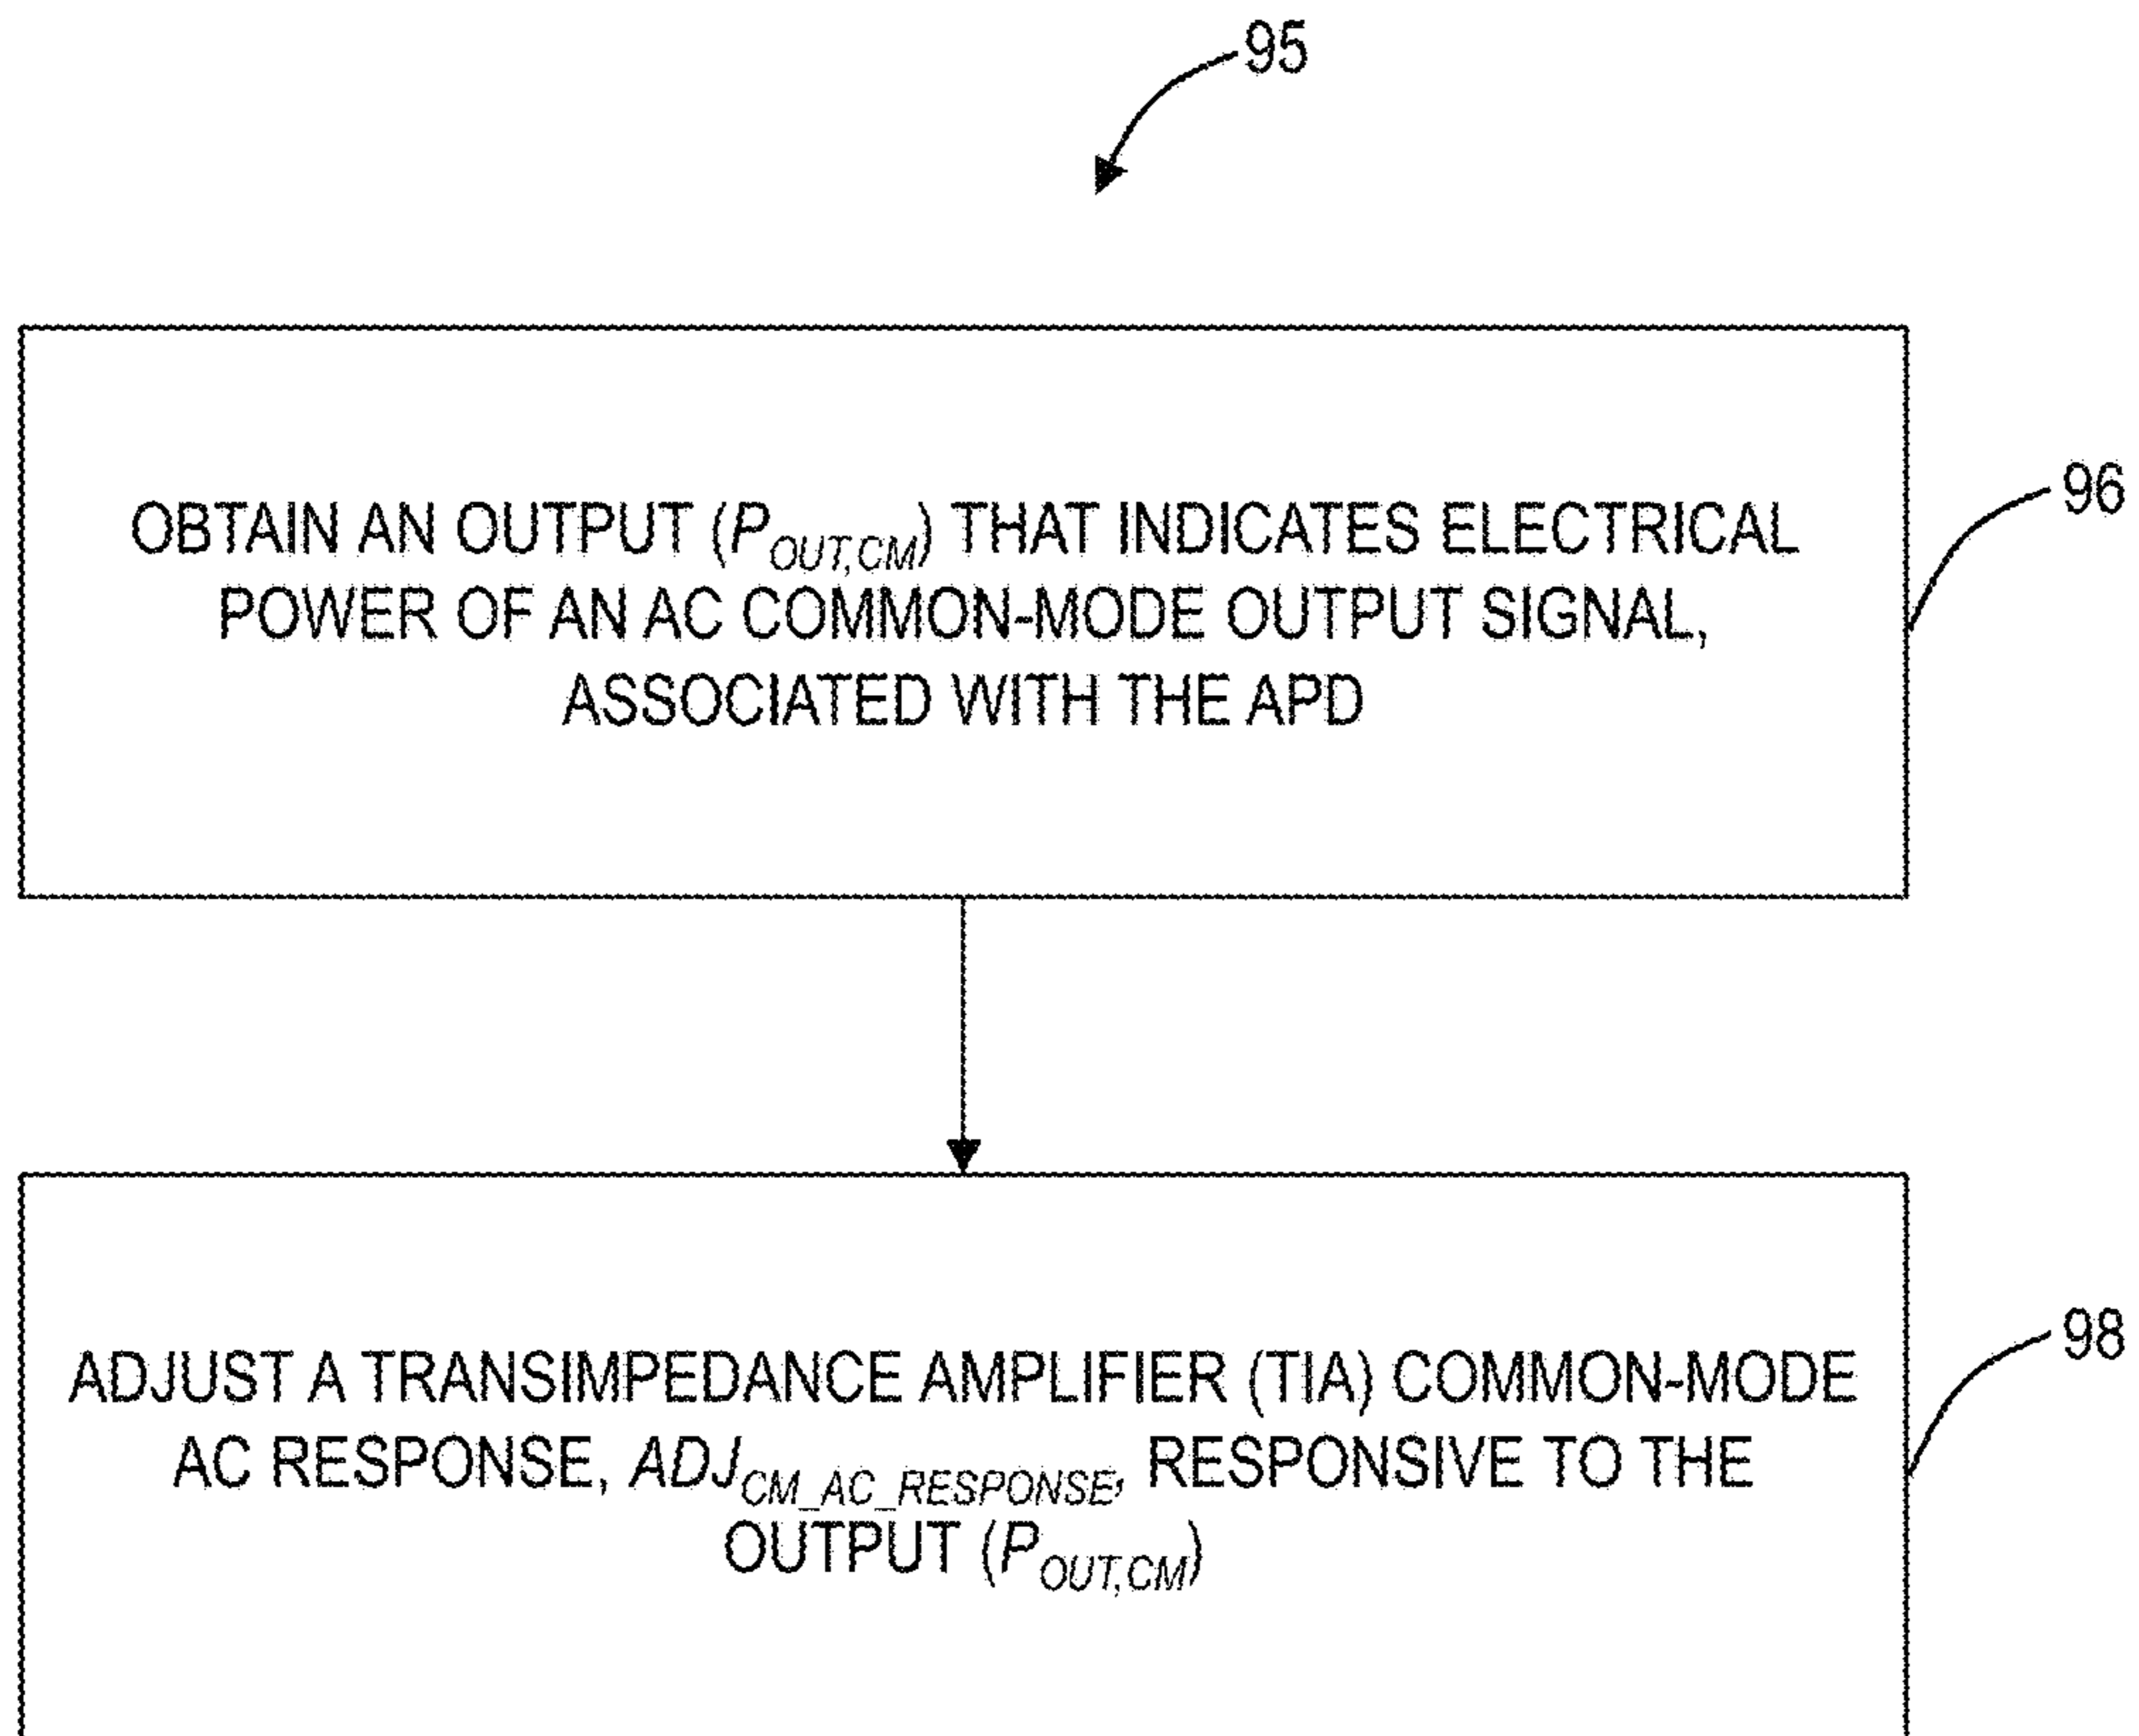 95
OBTAIN AN OUTPUT (P_OUT,CM) THAT INDICATES ELECTRICAL
POWER OF AN AC COMMON-MODE OUTPUT SIGNAL,
ASSOCIATED WITH THE APD
96
ADJUST A TRANSIMPEDANCE AMPLIFIER (TIA) COMMON-MODE
AC RESPONSE, ADJ_CM_AC_RESPONSE, RESPONSIVE TO THE
OUTPUT (P_OUT,CM)
98